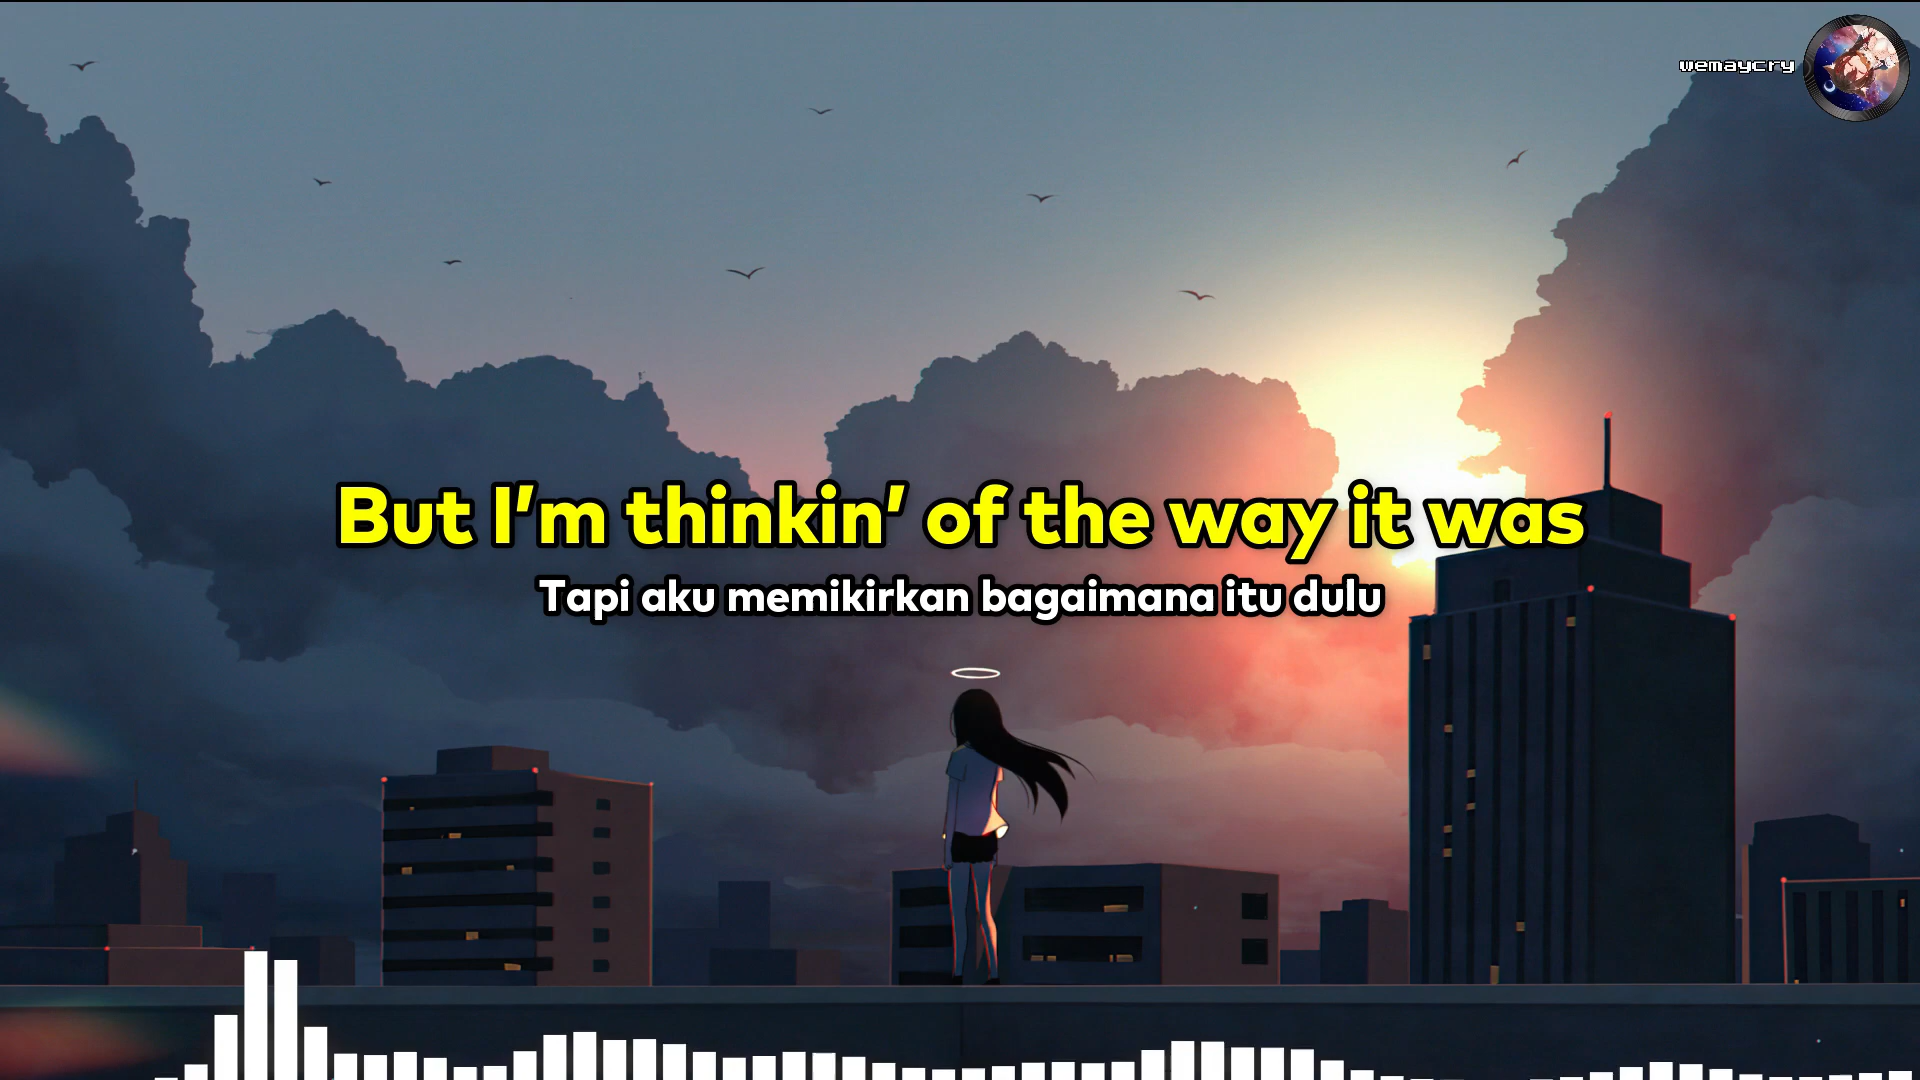 wemaycry
But I’m thinkin’ of the way it was
Tapi aku memikirkan bagaimana itu dulu